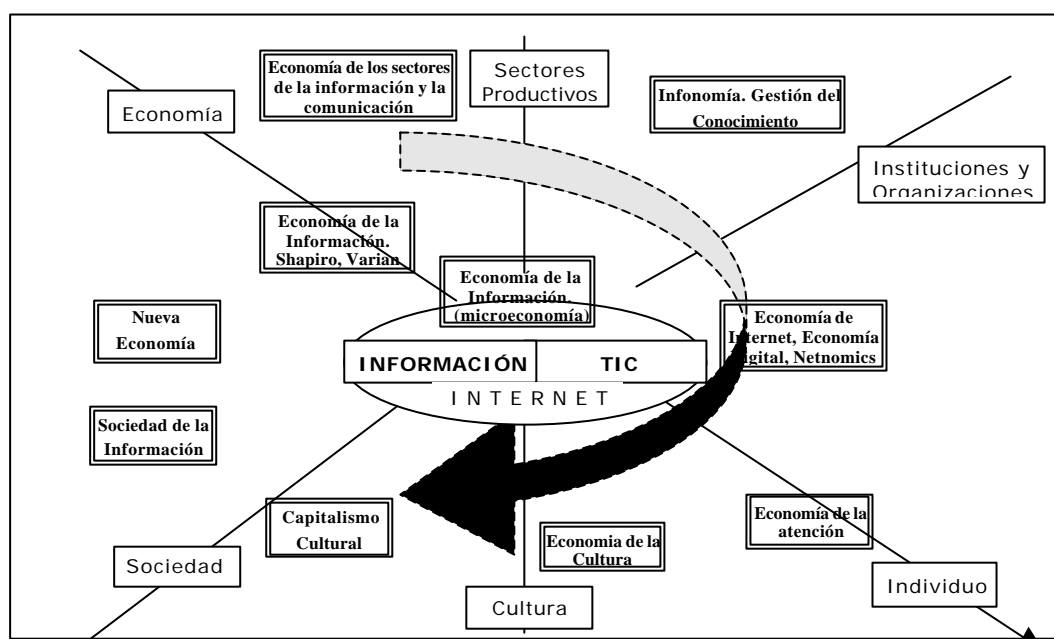 Economía de los sectores
de la información y la
comunicación
Sectores
Productivos
Infonomía. Gestión del
Conocimiento
Economía
Instituciones y
Organizaciones
Economía de la
Información.
Shapiro, Varian
Economía de la
Información.
(microeconomía)
Nueva
Economía
Economía de
Internet, Economía
Digital, Netnomics
INFORMACIÓN TIC
INTERNET
Sociedad de la
Información
Capitalismo
Cultural
Economia de la
Cultura
Economía de la
atención
Sociedad
Cultura
Individuo